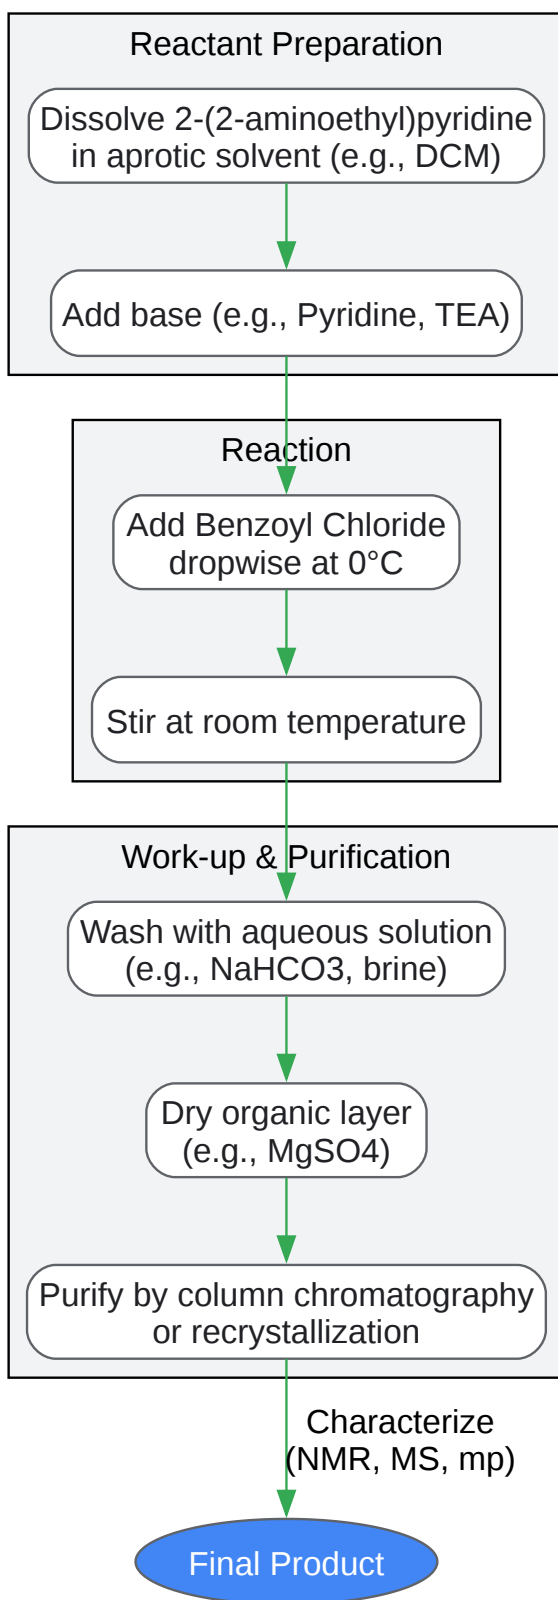 Reactant Preparation
Dissolve 2-(2-aminoethyl)pyridine
in aprotic solvent (e.g., DCM)
Add base (e.g., Pyridine, TEA)
Reaction
Add Benzoyl Chloride
dropwise at 0°C
Stir at room temperature
Work-up & Purification
Wash with aqueous solution
(e.g., NaHCO3, brine)
Dry organic layer
(e.g., MgSO4)
Purify by column chromatography
or recrystallization
Characterize
(NMR, MS, mp)
Final Product